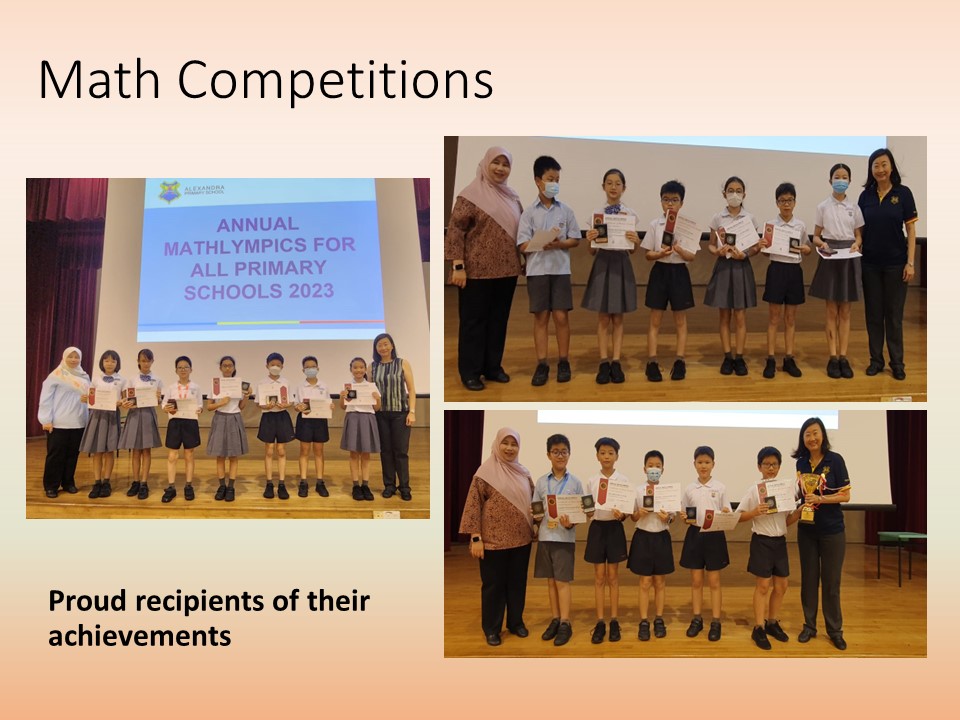 Math Competitions
ALEXANDRA
PRIMARY SCHOOL
ANNUAL
MATHLYMPICS FOR
ALL PRIMARY
SCHOOLS 2023
Proud recipients of their
achievements